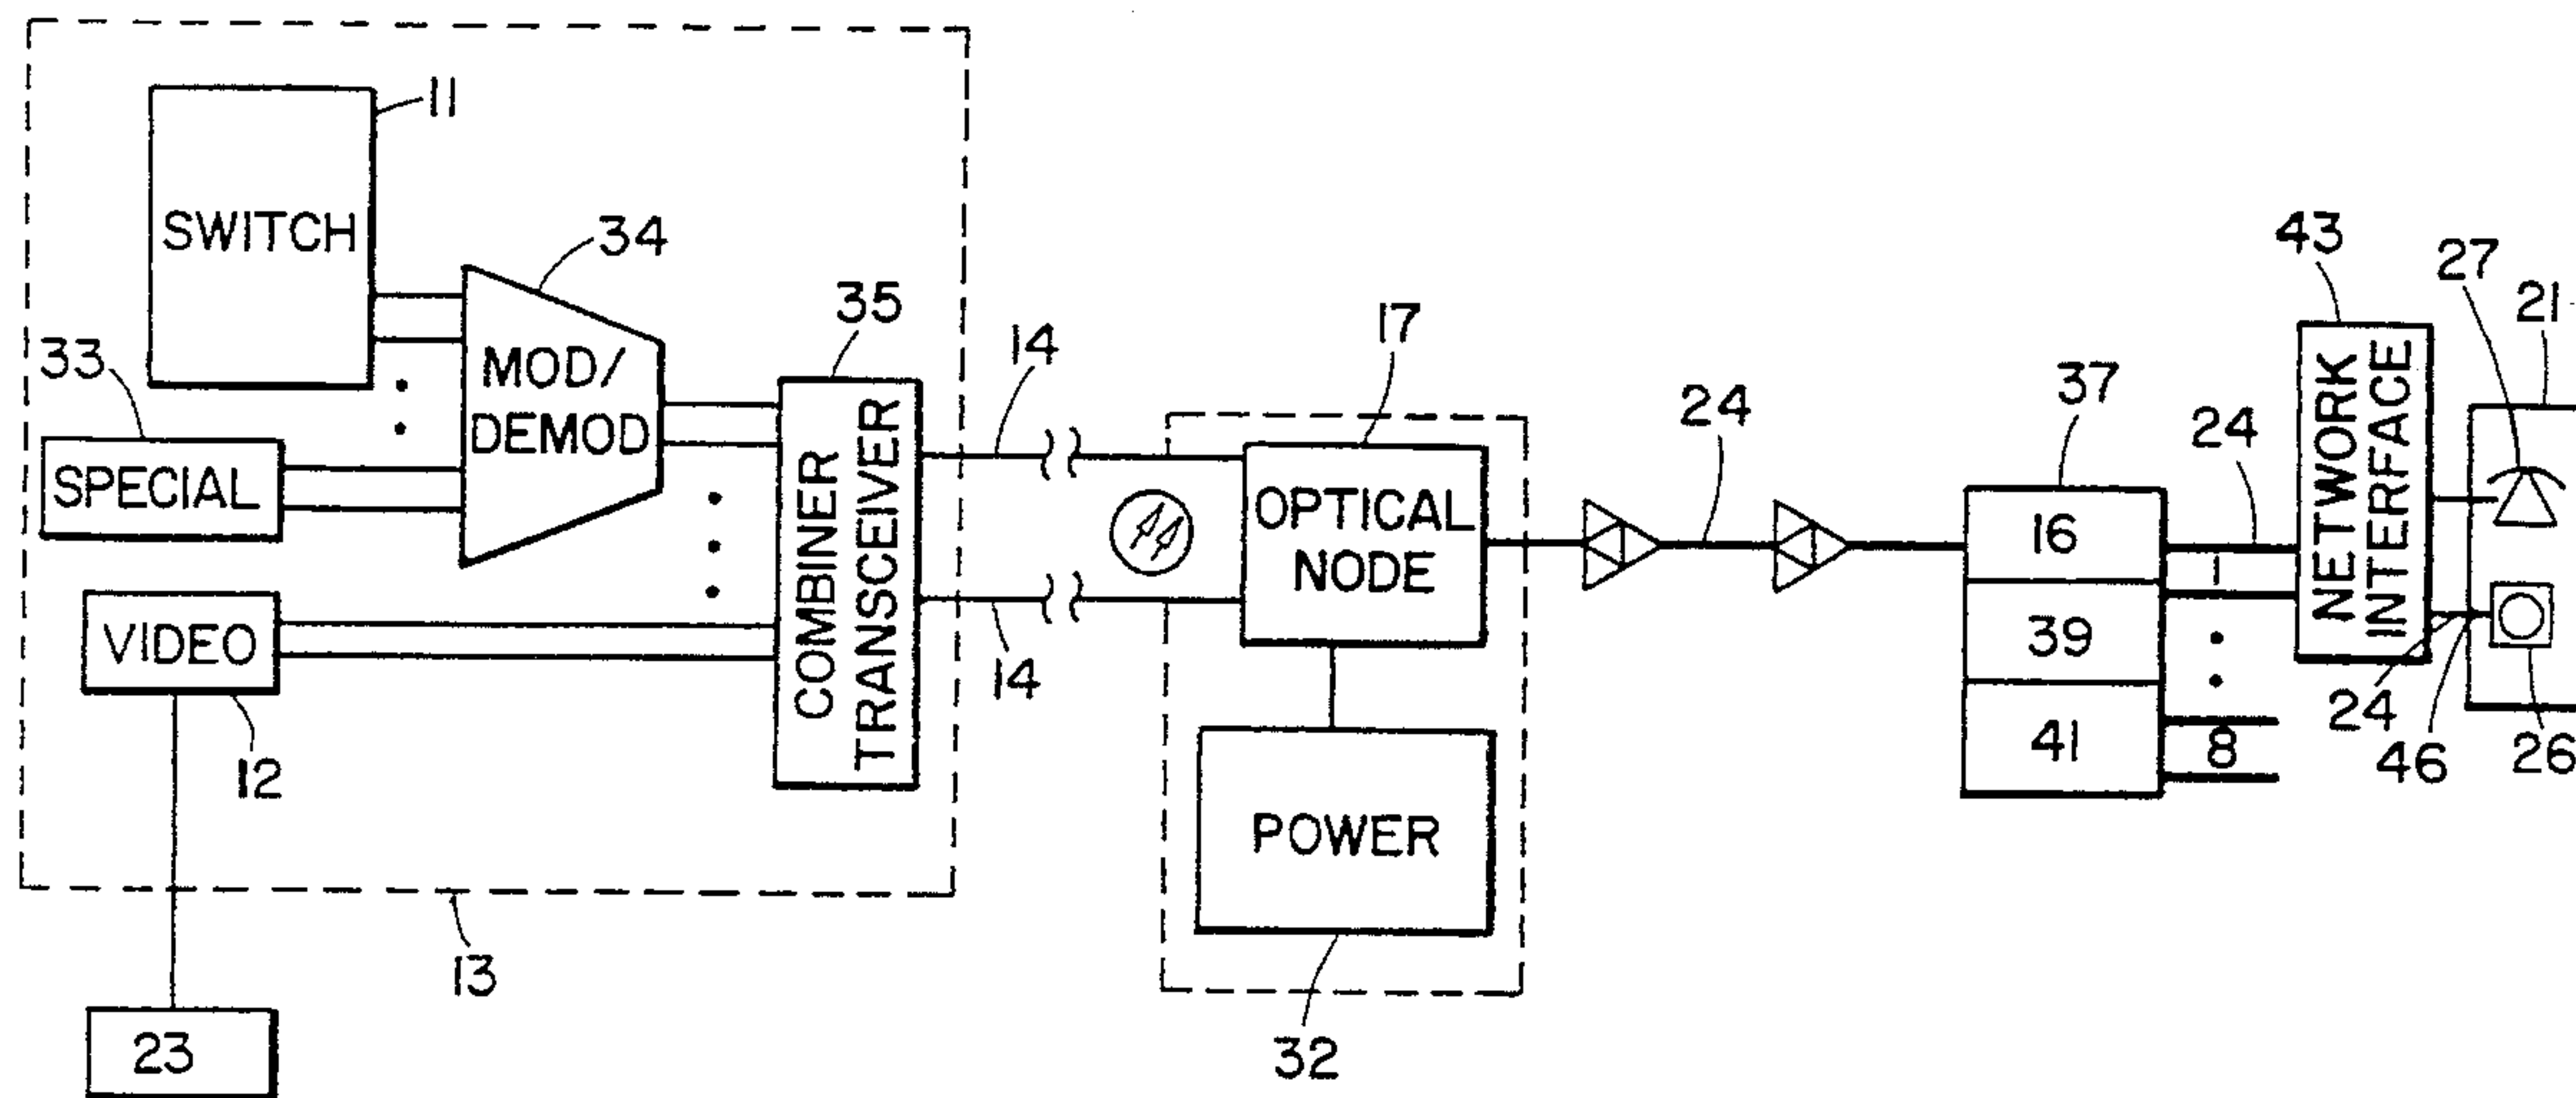 11
SWITCH
34
33
MOD/
DEMOD
SPECIAL
35
COMBINER
TRANSCEIVER
VIDEO
12
13
23
14
14
17
OPTICAL
NODE
POWER
32
24
37
16
39
41
24
1
8
43
NETWORK
INTERFACE
27
21
24
46
26